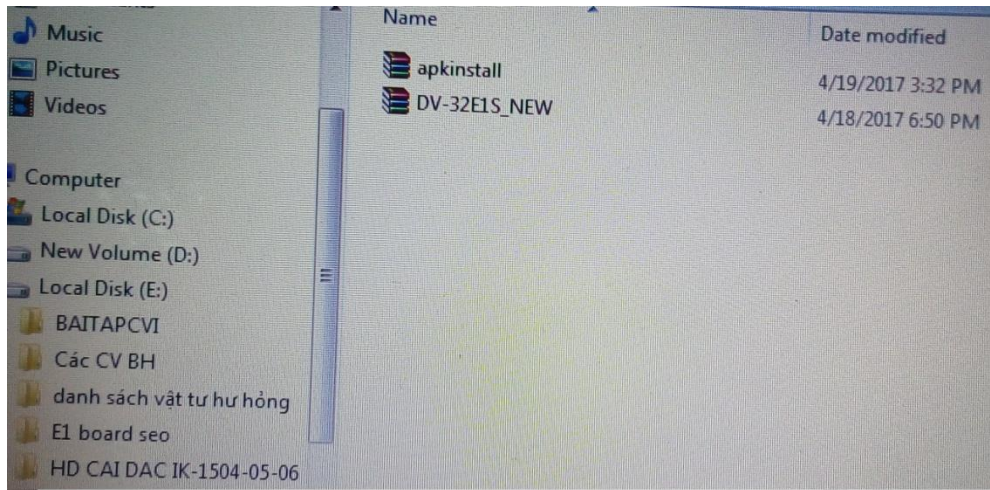 Music
Pictures
Videos
Computer
Local Disk (C:)
New Volume (D:)
Local Disk (E:)
BAITAPCVI
Các CV BH
danh sách vật tư hư hỏng
E1 board seo
HD CAI DAC IK-1504-05-06
Name
Date modified
apkinstall
4/19/2017 3:32 PM
DV-32E1S_NEW
4/18/2017 6:50 PM